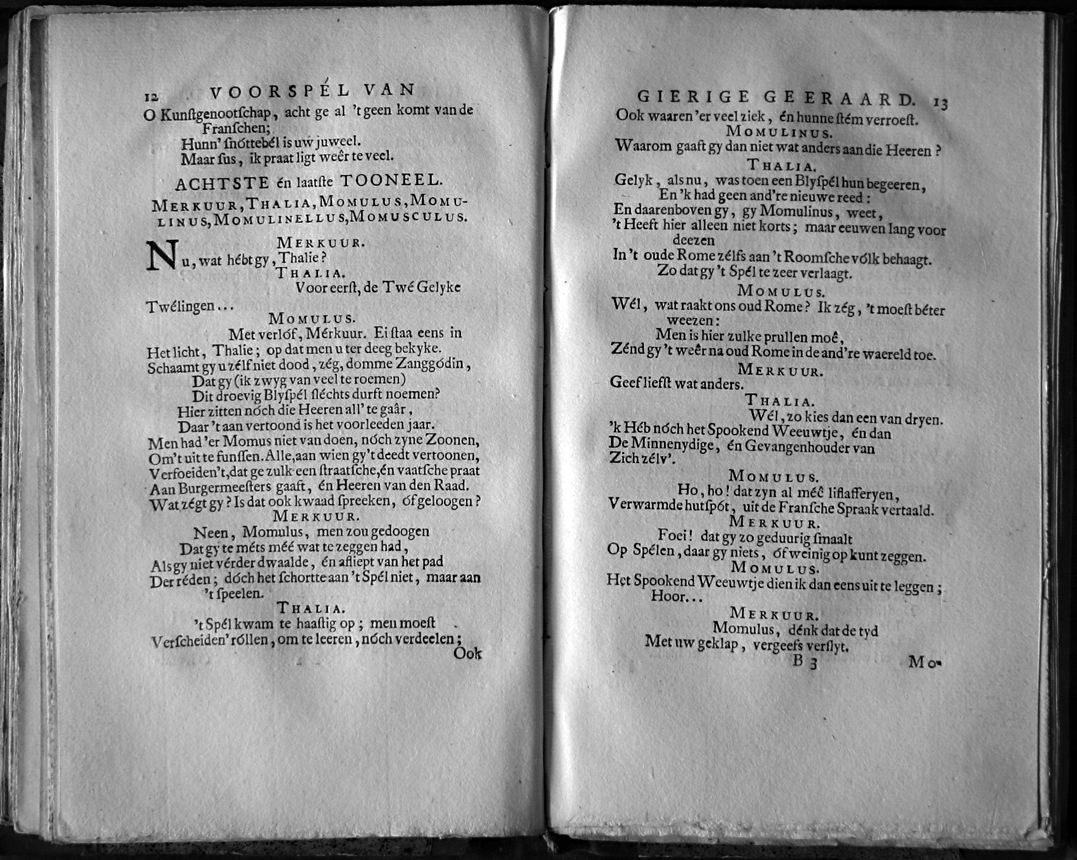 12 VOORSPÉL VAN
O Kunſtgenootſchap, acht ge al 't geen komt van de
Franſchen;
Hunn' ſnóttebél is uw juweel.
Maar ſus, ik praat ligt weêr te veel.
ACHTSTE én laatſte TOONEEL.
MERKUUR, THALIA, MOMULUS, MOMU-
LINUS, MOMULINELLUS, MOMUSCULUS.
MERKUUR.
Nu, wat hébt gy, Thalie?
THALIA.
Voor eerſt, de Twé Gelyke
Twélingen...
MOMULUS.
Met verlóf, Mérkuur. Ei ſtaa eens in
Het licht, Thalie; op dat men u ter deeg bekyke.
Schaamt gy u zélf niet dood, zég, domme Zanggódin,
Dat gy (ik zwyg van veel te roemen)
Dit droevig Blyſpél ſléchts durft noemen?
Hier zitten nóch die Heeren all' te gaâr,
Daar 't aan vertoond is het voorleeden jaar.
Men had 'er Momus niet van doen, nóch zyne Zoonen,
Om 't uit te funſſen. Alle, aan wien gy 't deedt vertoonen,
Verfoeiden 't, dat ge zulk een ſtraatſche, én vaatſche praat
Aan Burgermeeſters gaaft, én Heeren van den Raad.
Wat zégt gy? Is dat ook kwaad ſpreeken, óf geloogen?
MERKUUR.
Neen, Momulus, men zou gedoogen
Dat gy te méts méé wat te zeggen had,
Als gy niet vérder dwaalde, én afliept van het pad
Der réden; dóch het ſchortte aan 't Spél niet, maar aan
't ſpeelen.
THALIA.
't Spél kwam te haaſtig op; men moeſt
Verſcheiden' róllen, om te leeren, nóch verdeelen;
Ook
GIERIGE GEERAARD. 13
Ook waaren 'er veel ziek, én hunne ſtém verroeſt.
MOMULINUS.
Waarom gaaft gy dan niet wat anders aan die Heeren?
THALIA.
Gelyk, als nu, was toen een Blyſpél hun begeeren,
En 'k had geen and're nieuwe reed:
En daarenboven gy, gy Momulinus, weet,
't Heeft hier alleen niet korts; maar eeuwen lang voor
deezen
In 't oude Rome zélfs aan 't Roomſche vólk behaagt.
Zo dat gy 't Spél te zeer verlaagt.
MOMULUS.
Wél, wat raakt ons oud Rome? Ik zég, 't moeſt béter
weezen:
Men is hier zulke prullen moê,
Zénd gy 't weêr na oud Rome in de and're waereld toe.
MERKUUR.
Geef liefſt wat anders.
THALIA.
Wél, zo kies dan een van dryen.
'k Héb nóch het Spookend Weeuwtje, én dan
De Minnenydige, én Gevangenhouder van
Zich zélv'.
MOMULUS.
Ho, ho! dat zyn al méê liflafferyen,
Verwarmde hutſpót, uit de Franſche Spraak vertaald.
MERKUUR.
Foei! dat gy zo geduurig ſmaalt
Op Spélen, daar gy niets, óf weinig op kunt zeggen.
MOMULUS.
Het Spookend Weeuwtje dien ik dan eens uit te leggen;
Hoor...
MERKUUR.
Momulus, dénk dat de tyd
Met uw geklap, vergeefs verſlyt.
B 3 Mo-